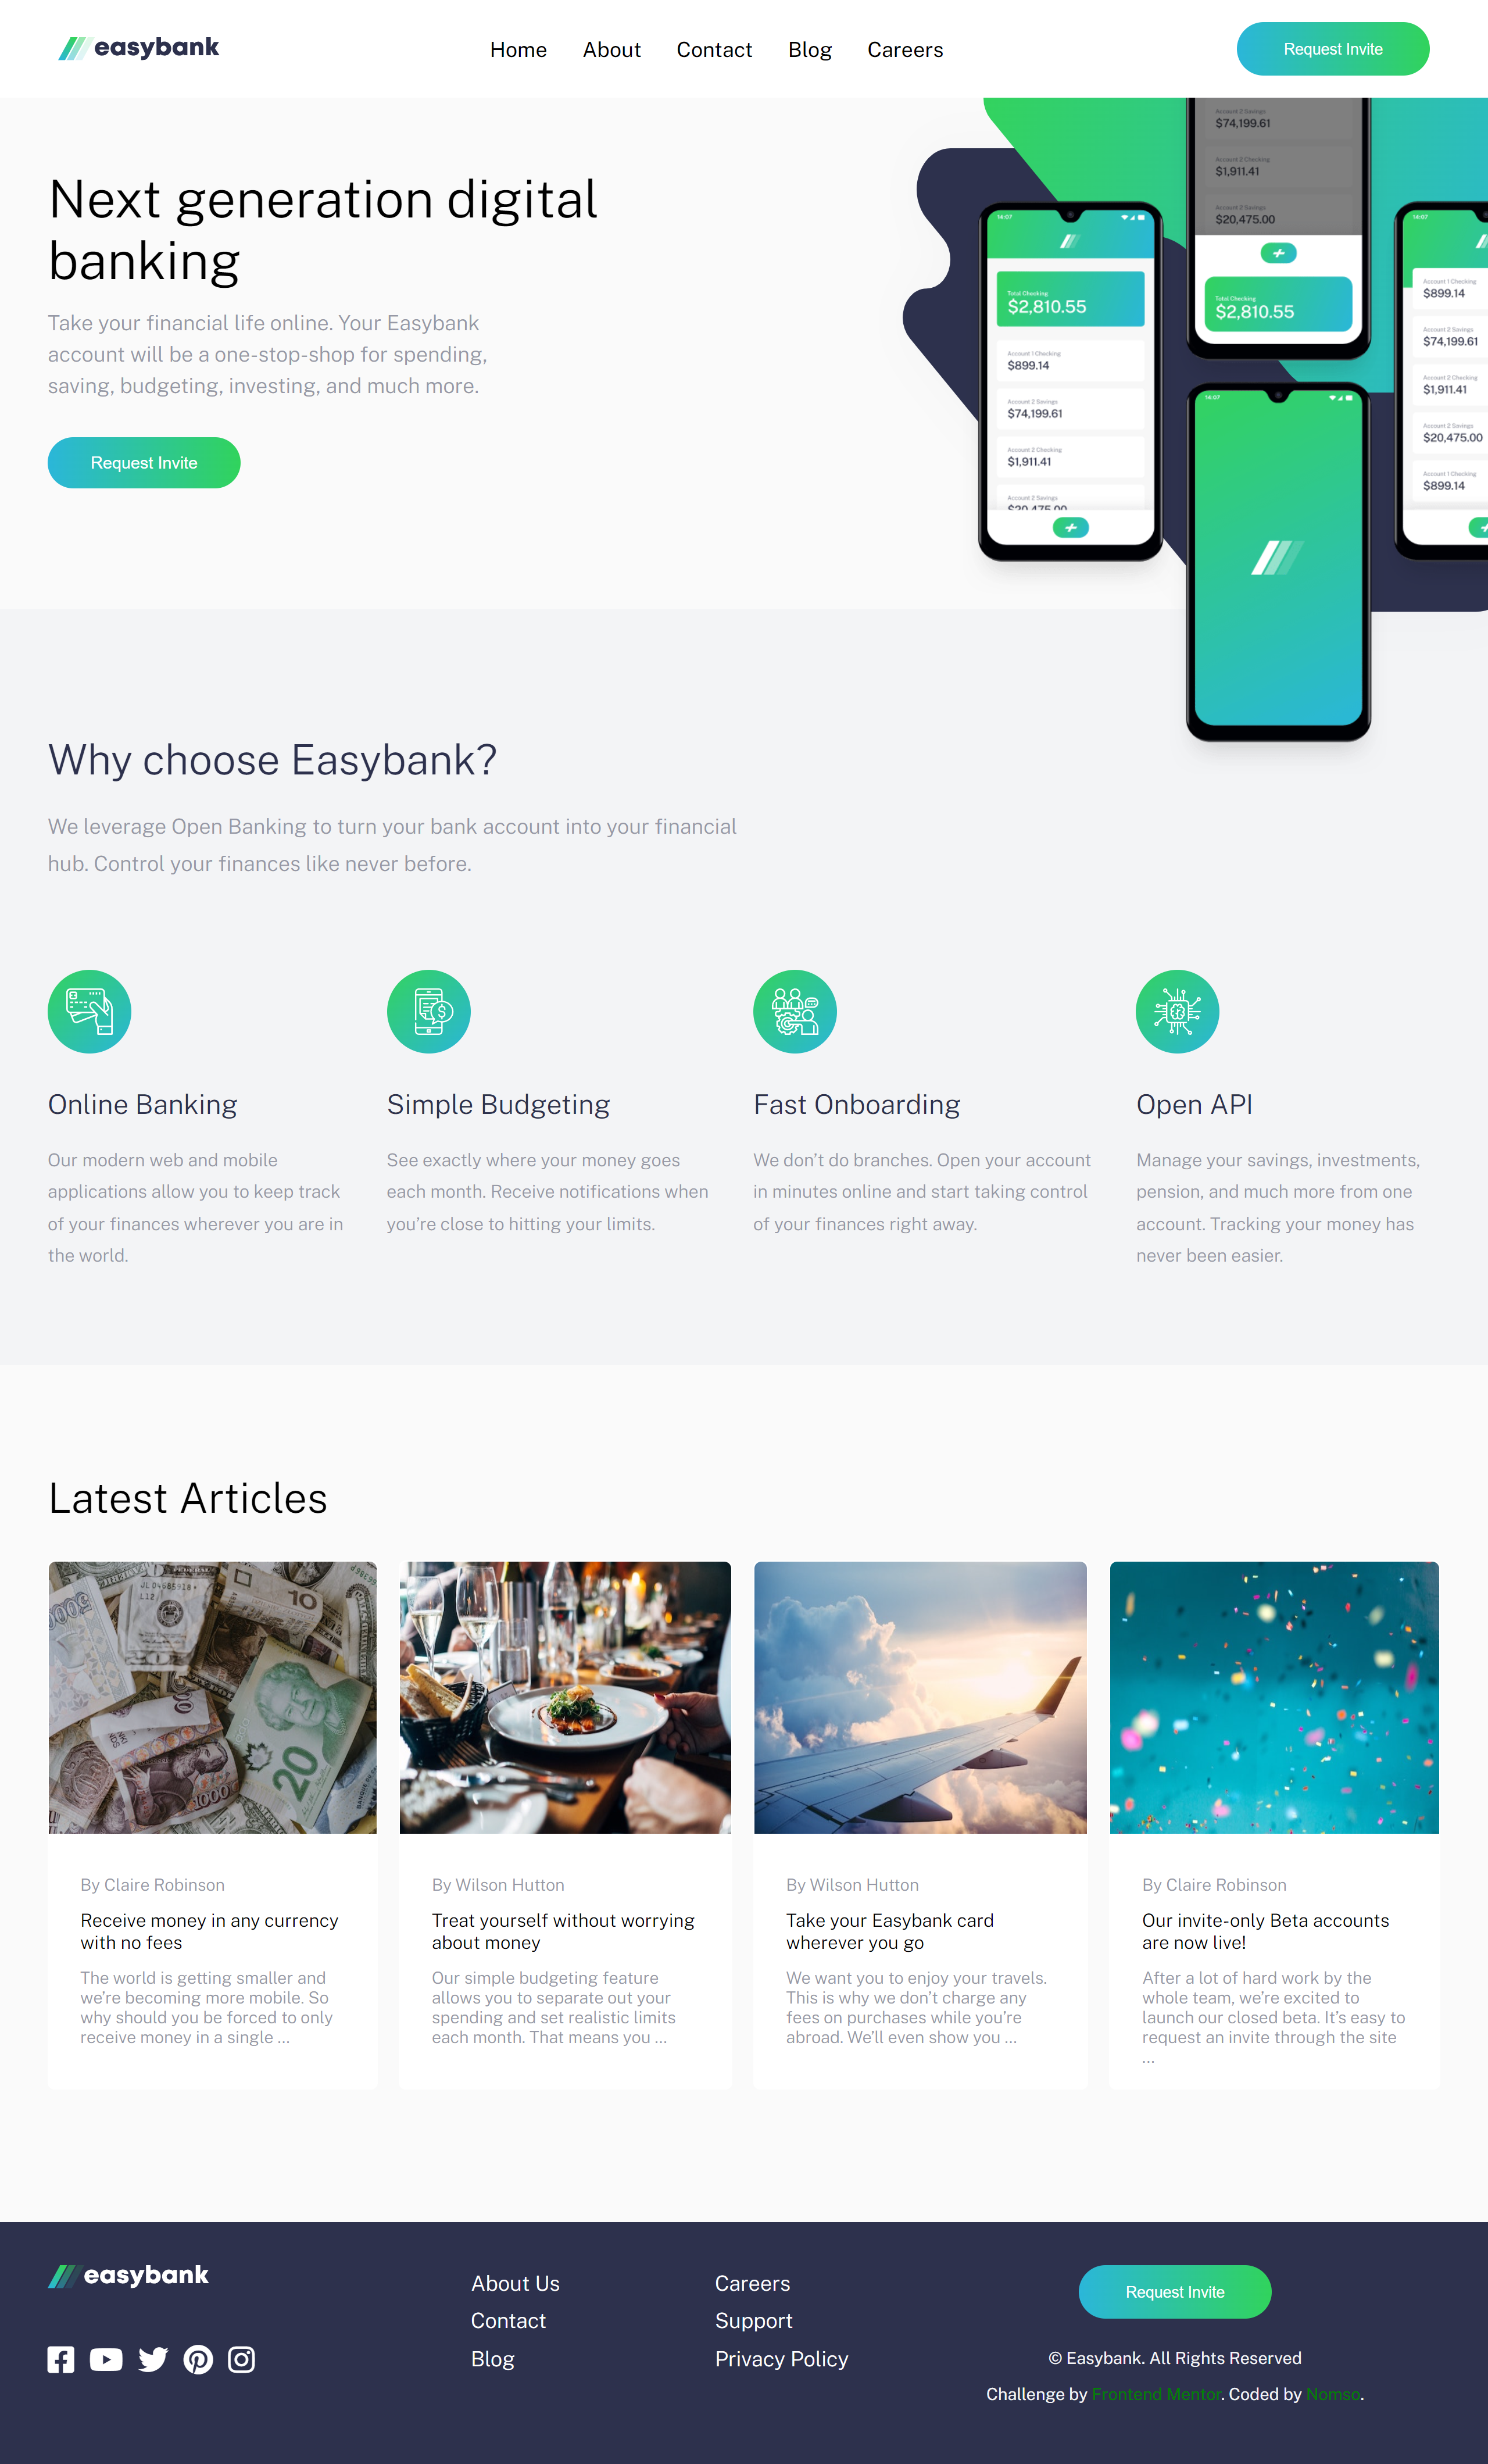 easybank
Home About Contact Blog Careers
Request Invite
Next generation digital
banking
Take your financial life online. Your Easybank
account will be a one-stop-shop for spending,
saving, budgeting, investing, and much more.
Request Invite
Account 2 Savings
$74,199.61
Account 2 Checking
$1,911.41
Account 2 Savings
$20,475.00
Total Checking
$2,810.55
14:07
Total Checking
$2,810.55
Account 1 Checking
$899.14
Account 2 Savings
$74,199.61
Account 2 Checking
$1,911.41
Account 2 Savings
$20,475.00
14:07
14:07
Account 1 Checking
$899.14
Account 2 Savings
$74,199.61
Account 2 Checking
$1,911.41
Account 2 Savings
$20,475.00
Account 1 Checking
$899.14
Why choose Easybank?
We leverage Open Banking to turn your bank account into your financial
hub. Control your finances like never before.
Online Banking
Our modern web and mobile
applications allow you to keep track
of your finances wherever you are in
the world.
Simple Budgeting
See exactly where your money goes
each month. Receive notifications when
you’re close to hitting your limits.
Fast Onboarding
We don’t do branches. Open your account
in minutes online and start taking control
of your finances right away.
Open API
Manage your savings, investments,
pension, and much more from one
account. Tracking your money has
never been easier.
Latest Articles
10
20
1000
By Claire Robinson
Receive money in any currency
with no fees
The world is getting smaller and
we’re becoming more mobile. So
why should you be forced to only
receive money in a single …
By Wilson Hutton
Treat yourself without worrying
about money
Our simple budgeting feature
allows you to separate out your
spending and set realistic limits
each month. That means you …
By Wilson Hutton
Take your Easybank card
wherever you go
We want you to enjoy your travels.
This is why we don’t charge any
fees on purchases while you’re
abroad. We’ll even show you …
By Claire Robinson
Our invite-only Beta accounts
are now live!
After a lot of hard work by the
whole team, we’re excited to
launch our closed beta. It’s easy to
request an invite through the site
…
easybank
About Us
Contact
Blog
Careers
Support
Privacy Policy
Request Invite
© Easybank. All Rights Reserved
Challenge by Frontend Mentor. Coded by Nomso.